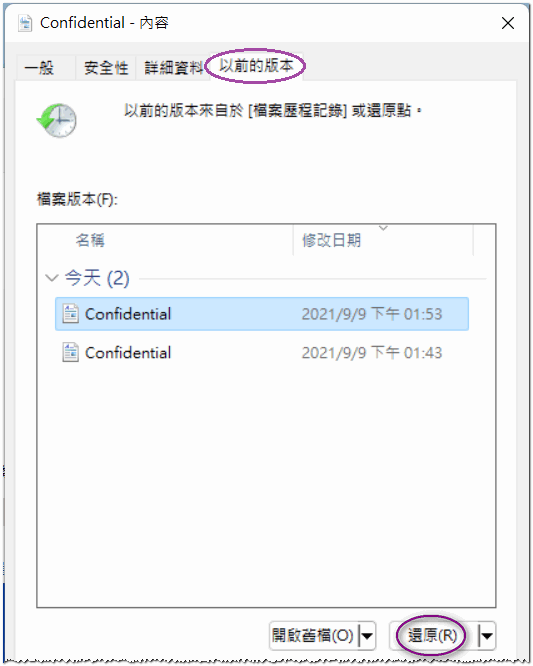 Confidential - 內容
一般 安全性 詳細資料 以前的版本
以前的版本來自於 [檔案歷程記錄] 或還原點。
檔案版本(F):
名稱 修改日期
今天 (2)
Confidential 2021/9/9 下午 01:53
Confidential 2021/9/9 下午 01:43
開啟舊檔(O) 還原(R)